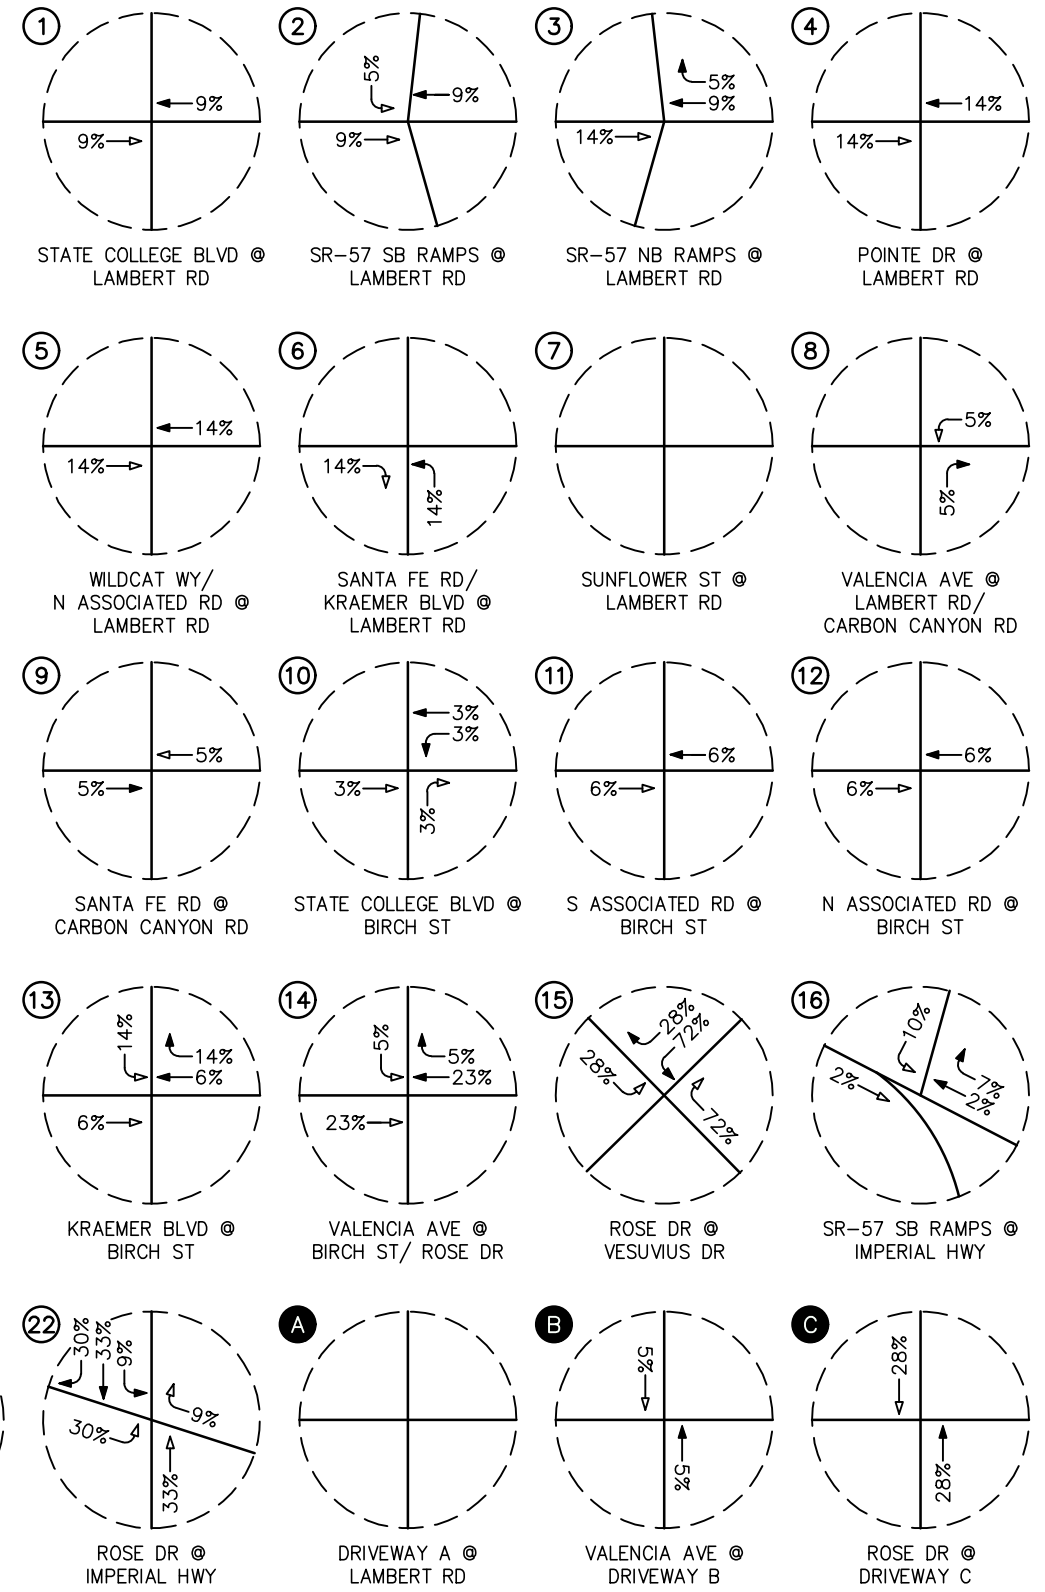 1
9%
9%
STATE COLLEGE BLVD @
LAMBERT RD
2
5%
9%
9%
SR-57 SB RAMPS @
LAMBERT RD
3
5%
9%
14%
SR-57 NB RAMPS @
LAMBERT RD
4
14%
14%
POINTE DR @
LAMBERT RD
5
14%
14%
WILDCAT WY/
N ASSOCIATED RD @
LAMBERT RD
6
14%
14%
SANTA FE RD/
KRAEMER BLVD @
LAMBERT RD
7
SUNFLOWER ST @
LAMBERT RD
8
5%
5%
VALENCIA AVE @
LAMBERT RD/
CARBON CANYON RD
9
5%
5%
SANTA FE RD @
CARBON CANYON RD
10
3%
3%
3%
3%
STATE COLLEGE BLVD @
BIRCH ST
11
6%
6%
S ASSOCIATED RD @
BIRCH ST
12
6%
6%
N ASSOCIATED RD @
BIRCH ST
13
14%
14%
6%
6%
KRAEMER BLVD @
BIRCH ST
14
5%
5%
23%
23%
VALENCIA AVE @
BIRCH ST/ ROSE DR
15
28%
72%
28%
72%
ROSE DR @
VESUVIUS DR
16
10%
2%
7%
2%
SR-57 SB RAMPS @
IMPERIAL HWY
22
30%
33%
9%
9%
30%
33%
ROSE DR @
IMPERIAL HWY
A
DRIVEWAY A @
LAMBERT RD
B
5%
5%
VALENCIA AVE @
DRIVEWAY B
C
28%
28%
ROSE DR @
DRIVEWAY C